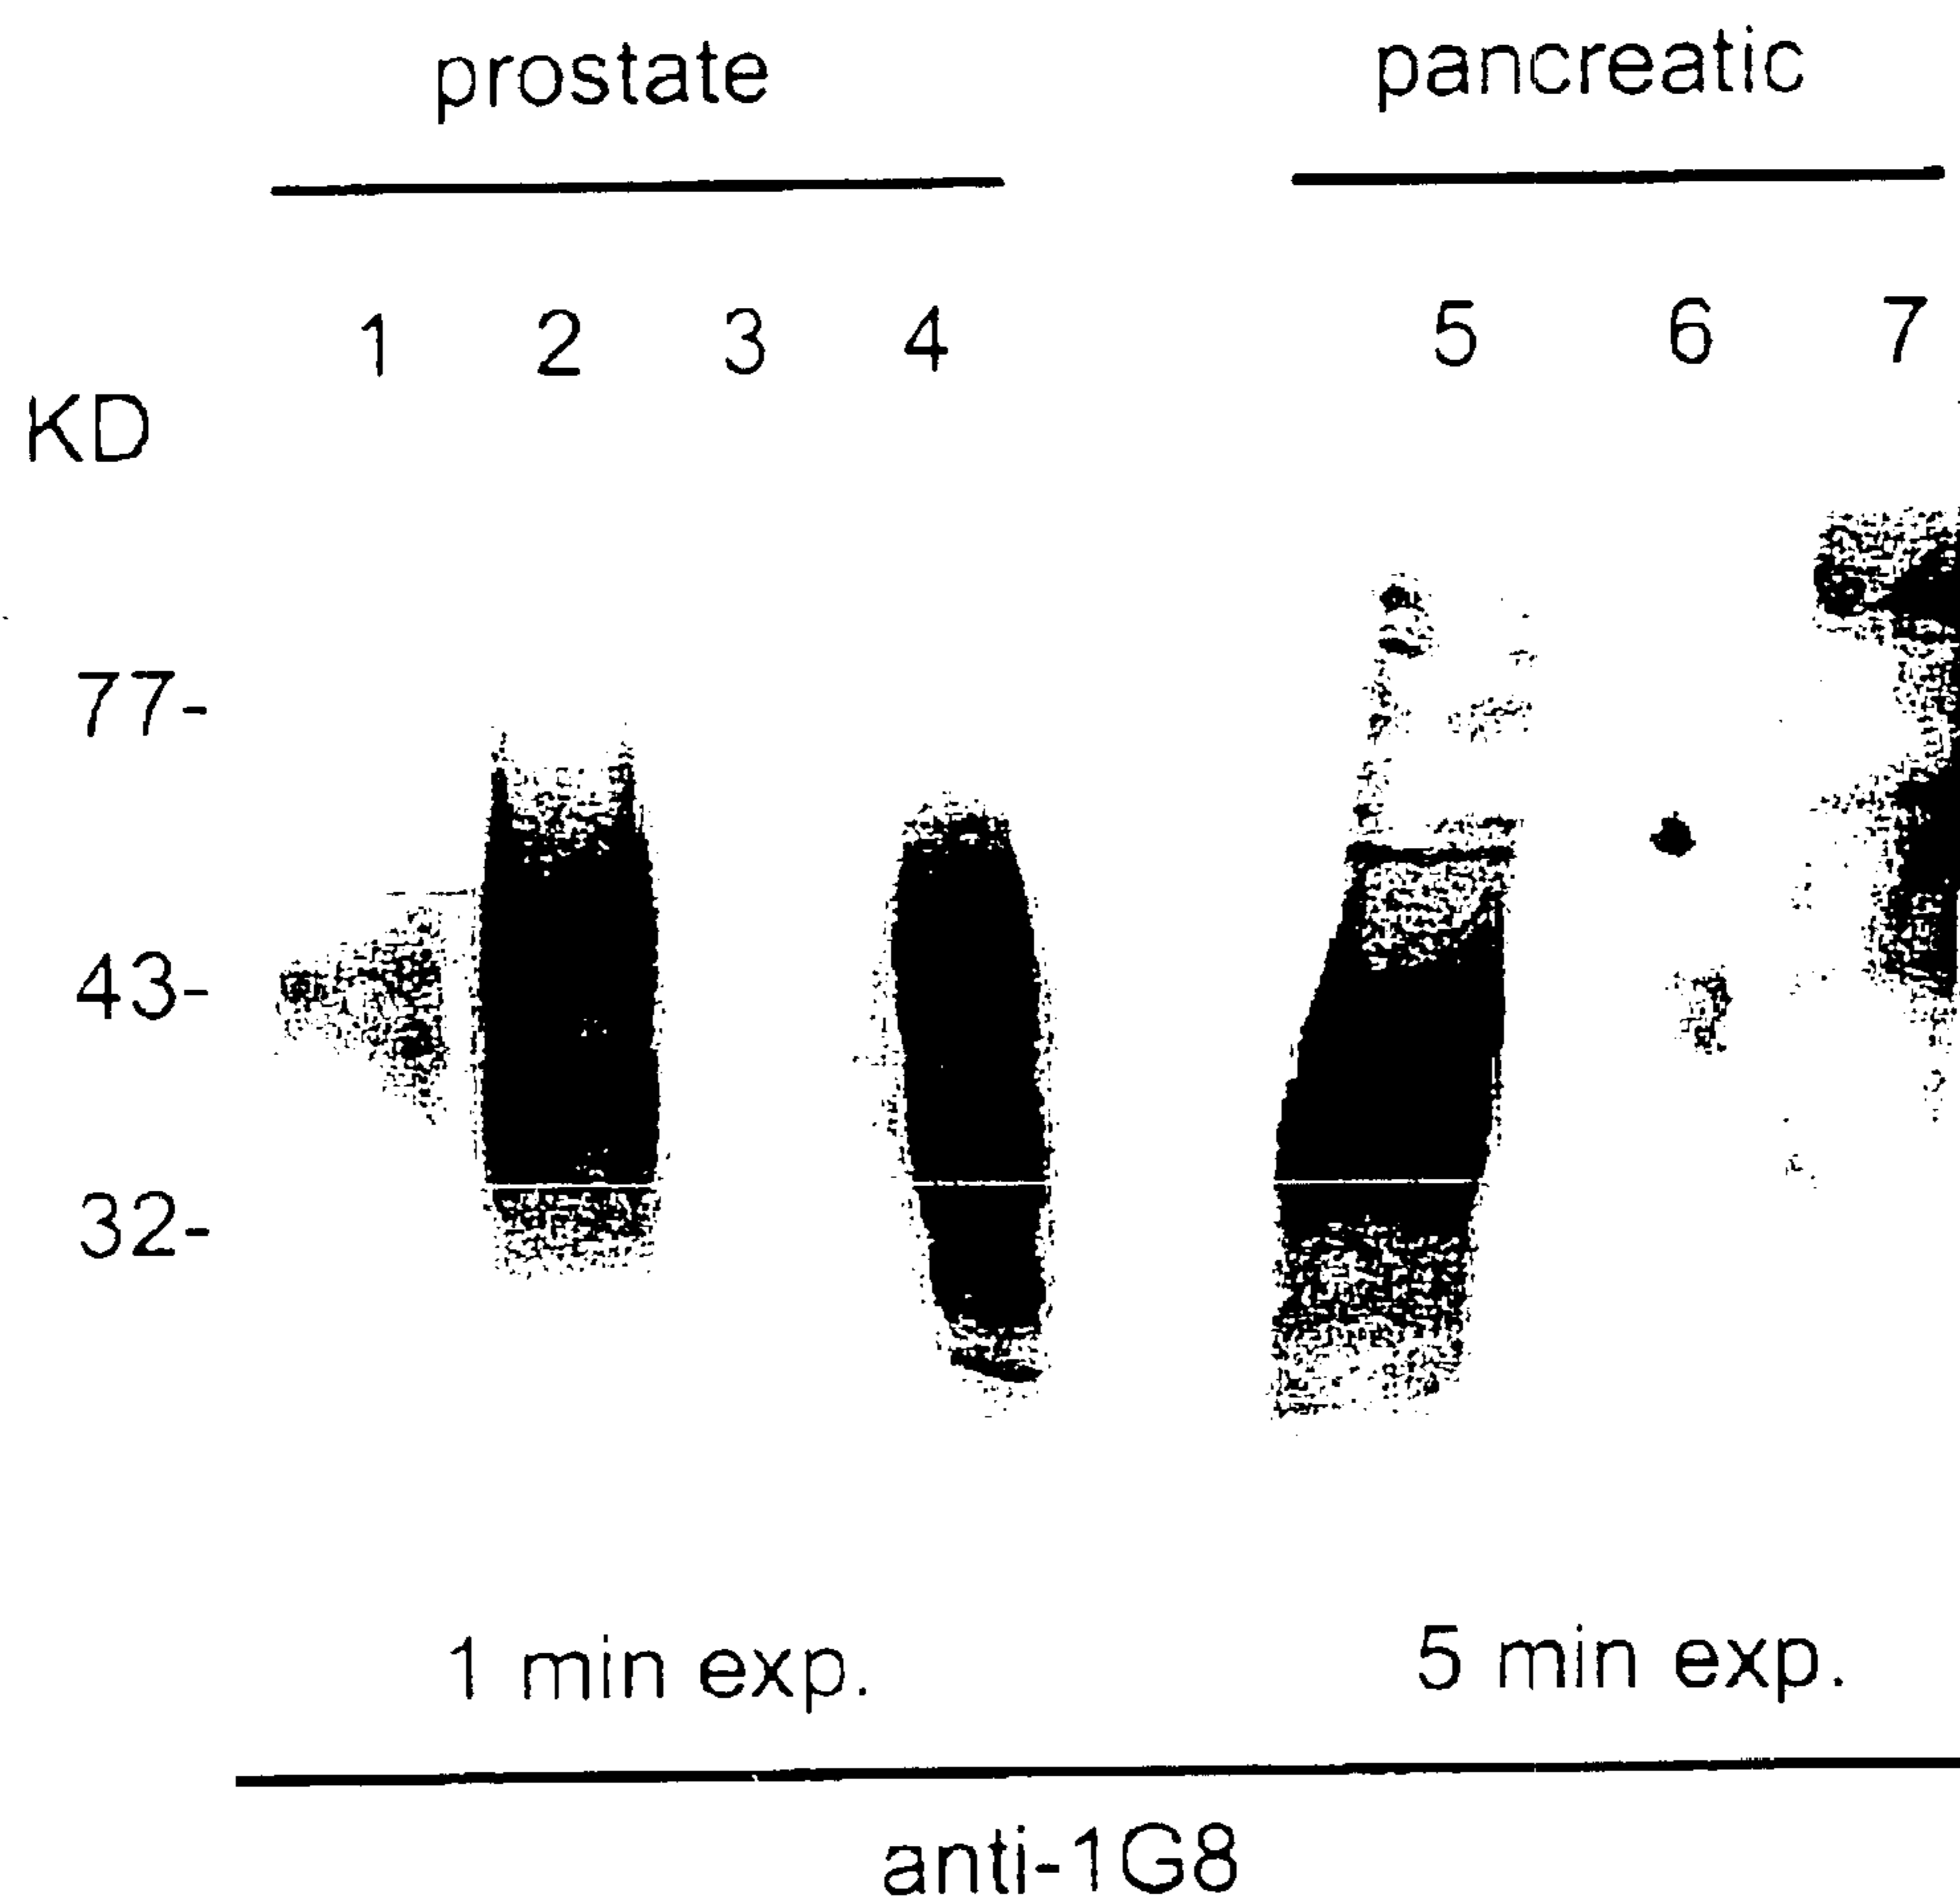 prostate pancreatic
1 2 3 4 5 6 7
KD
77-
43-
32-
1 min exp. 5 min exp.
anti-1G8